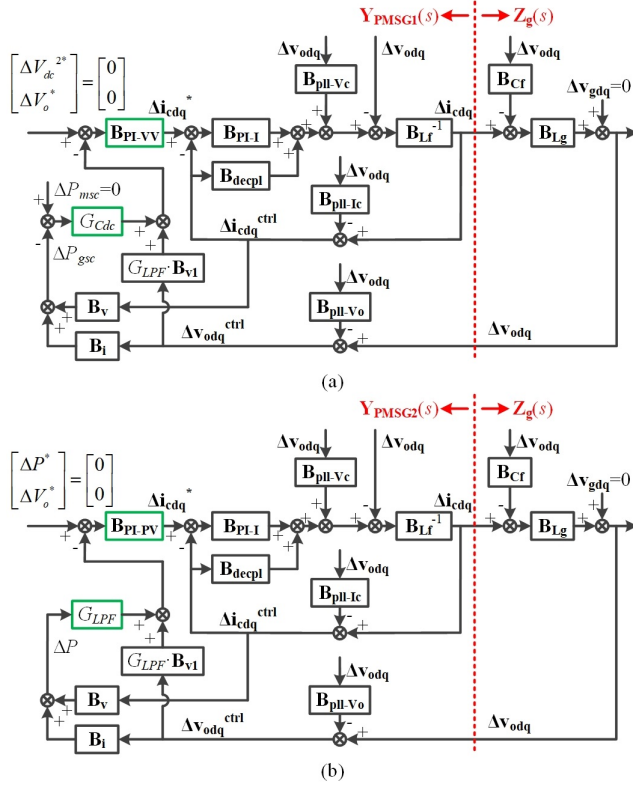 Y_PMSG1(s) Z_g(s)
Δv_odq Δv_odq Δv_odq
[ΔV_dc^2* ΔV_o^*] = [0 0]
B_pll-Vc B_Cf Δv_gdq=0
Δi_cdq^* Δi_cdq
+ - + - + + + + - + - + +
B_PI-VV B_PI-I B_Lf^-1 B_Lg
ΔP_msc=0 B_decpl Δv_odq
+ G_Cdc + B_pll-Ic
- ΔP_gsc + Δi_cdq^ctrl - +
G_LPF·B_v1 Δv_odq
+ B_v B_pll-Vo
+ B_i Δv_odq^ctrl - + Δv_odq
(a)
Y_PMSG2(s) Z_g(s)
Δv_odq Δv_odq Δv_odq
[ΔP^* ΔV_o^*] = [0 0]
B_pll-Vc B_Cf Δv_gdq=0
Δi_cdq^* Δi_cdq
+ - + - + + + + - + - + +
B_PI-PV B_PI-I B_Lf^-1 B_Lg
B_decpl Δv_odq
G_LPF + B_pll-Ic
ΔP + Δi_cdq^ctrl - +
G_LPF·B_v1 Δv_odq
+ B_v B_pll-Vo
+ B_i Δv_odq^ctrl - + Δv_odq
(b)